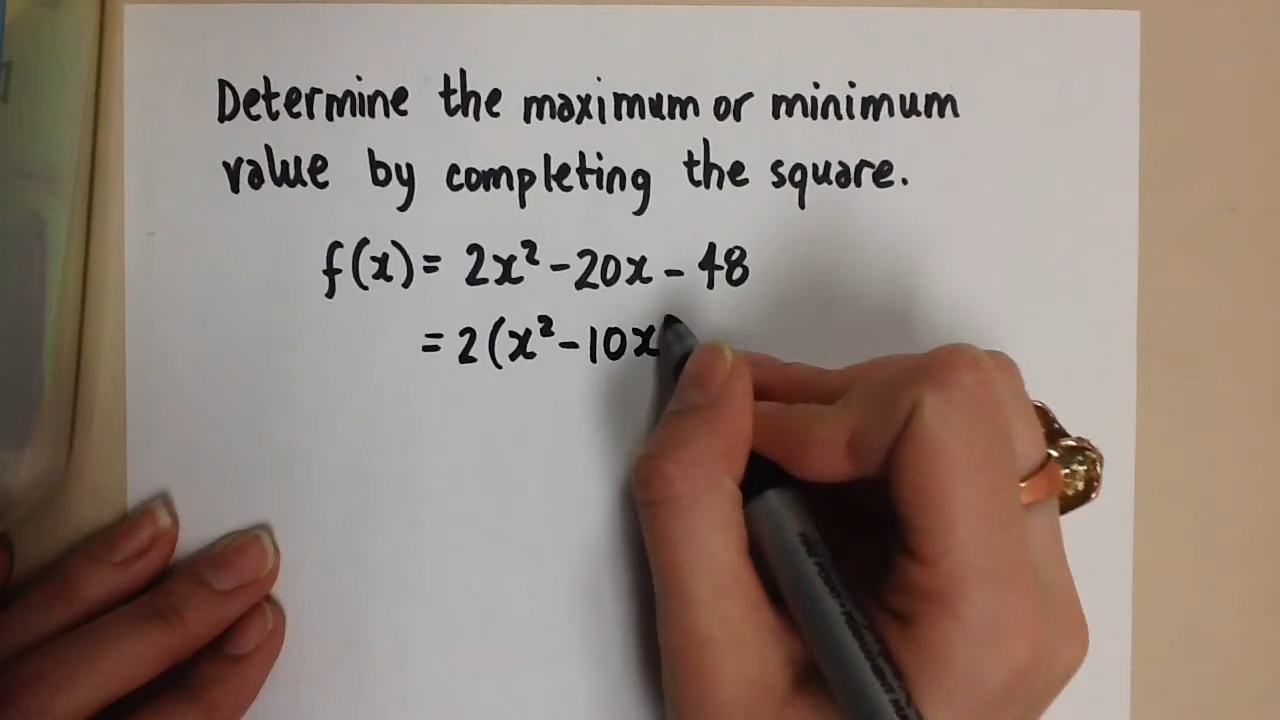 Determine the maximum or minimum
value by completing the square.
f(x) = 2x² - 20x - 48
= 2(x² - 10x